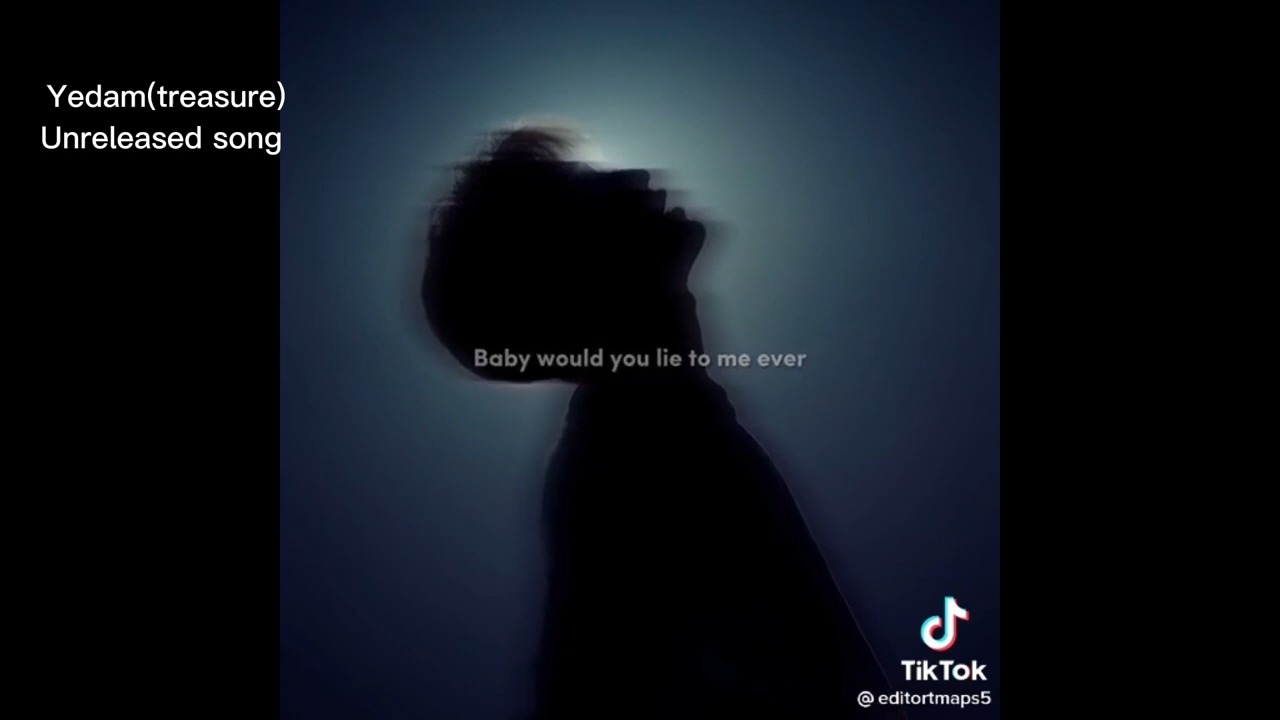 Yedam(treasure)
Unreleased song
Baby would you lie to me ever
TikTok
@editortmaps5